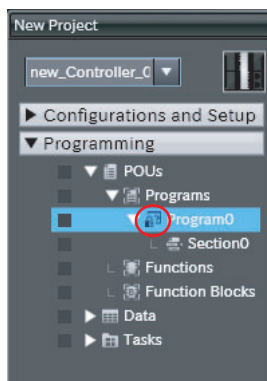 New Project
new_Controller_0
Configurations and Setup
Programming
POUs
Programs
Program0
Section0
Functions
Function Blocks
Data
Tasks